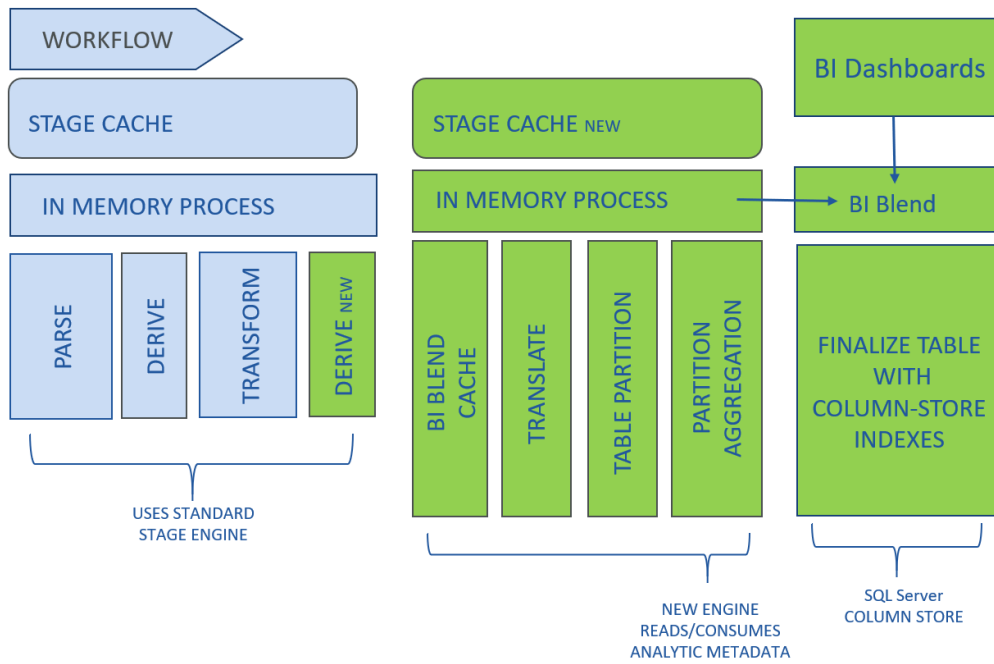 WORKFLOW
STAGE CACHE
IN MEMORY PROCESS
PARSE
DERIVE
TRANSFORM
DERIVE NEW
USES STANDARD
STAGE ENGINE
STAGE CACHE NEW
IN MEMORY PROCESS
BI BLEND
CACHE
TRANSLATE
TABLE PARTITION
PARTITION
AGGREGATION
NEW ENGINE
READS/CONSUMES
ANALYTIC METADATA
BI Dashboards
BI Blend
FINALIZE TABLE
WITH
COLUMN-STORE
INDEXES
SQL Server
COLUMN STORE